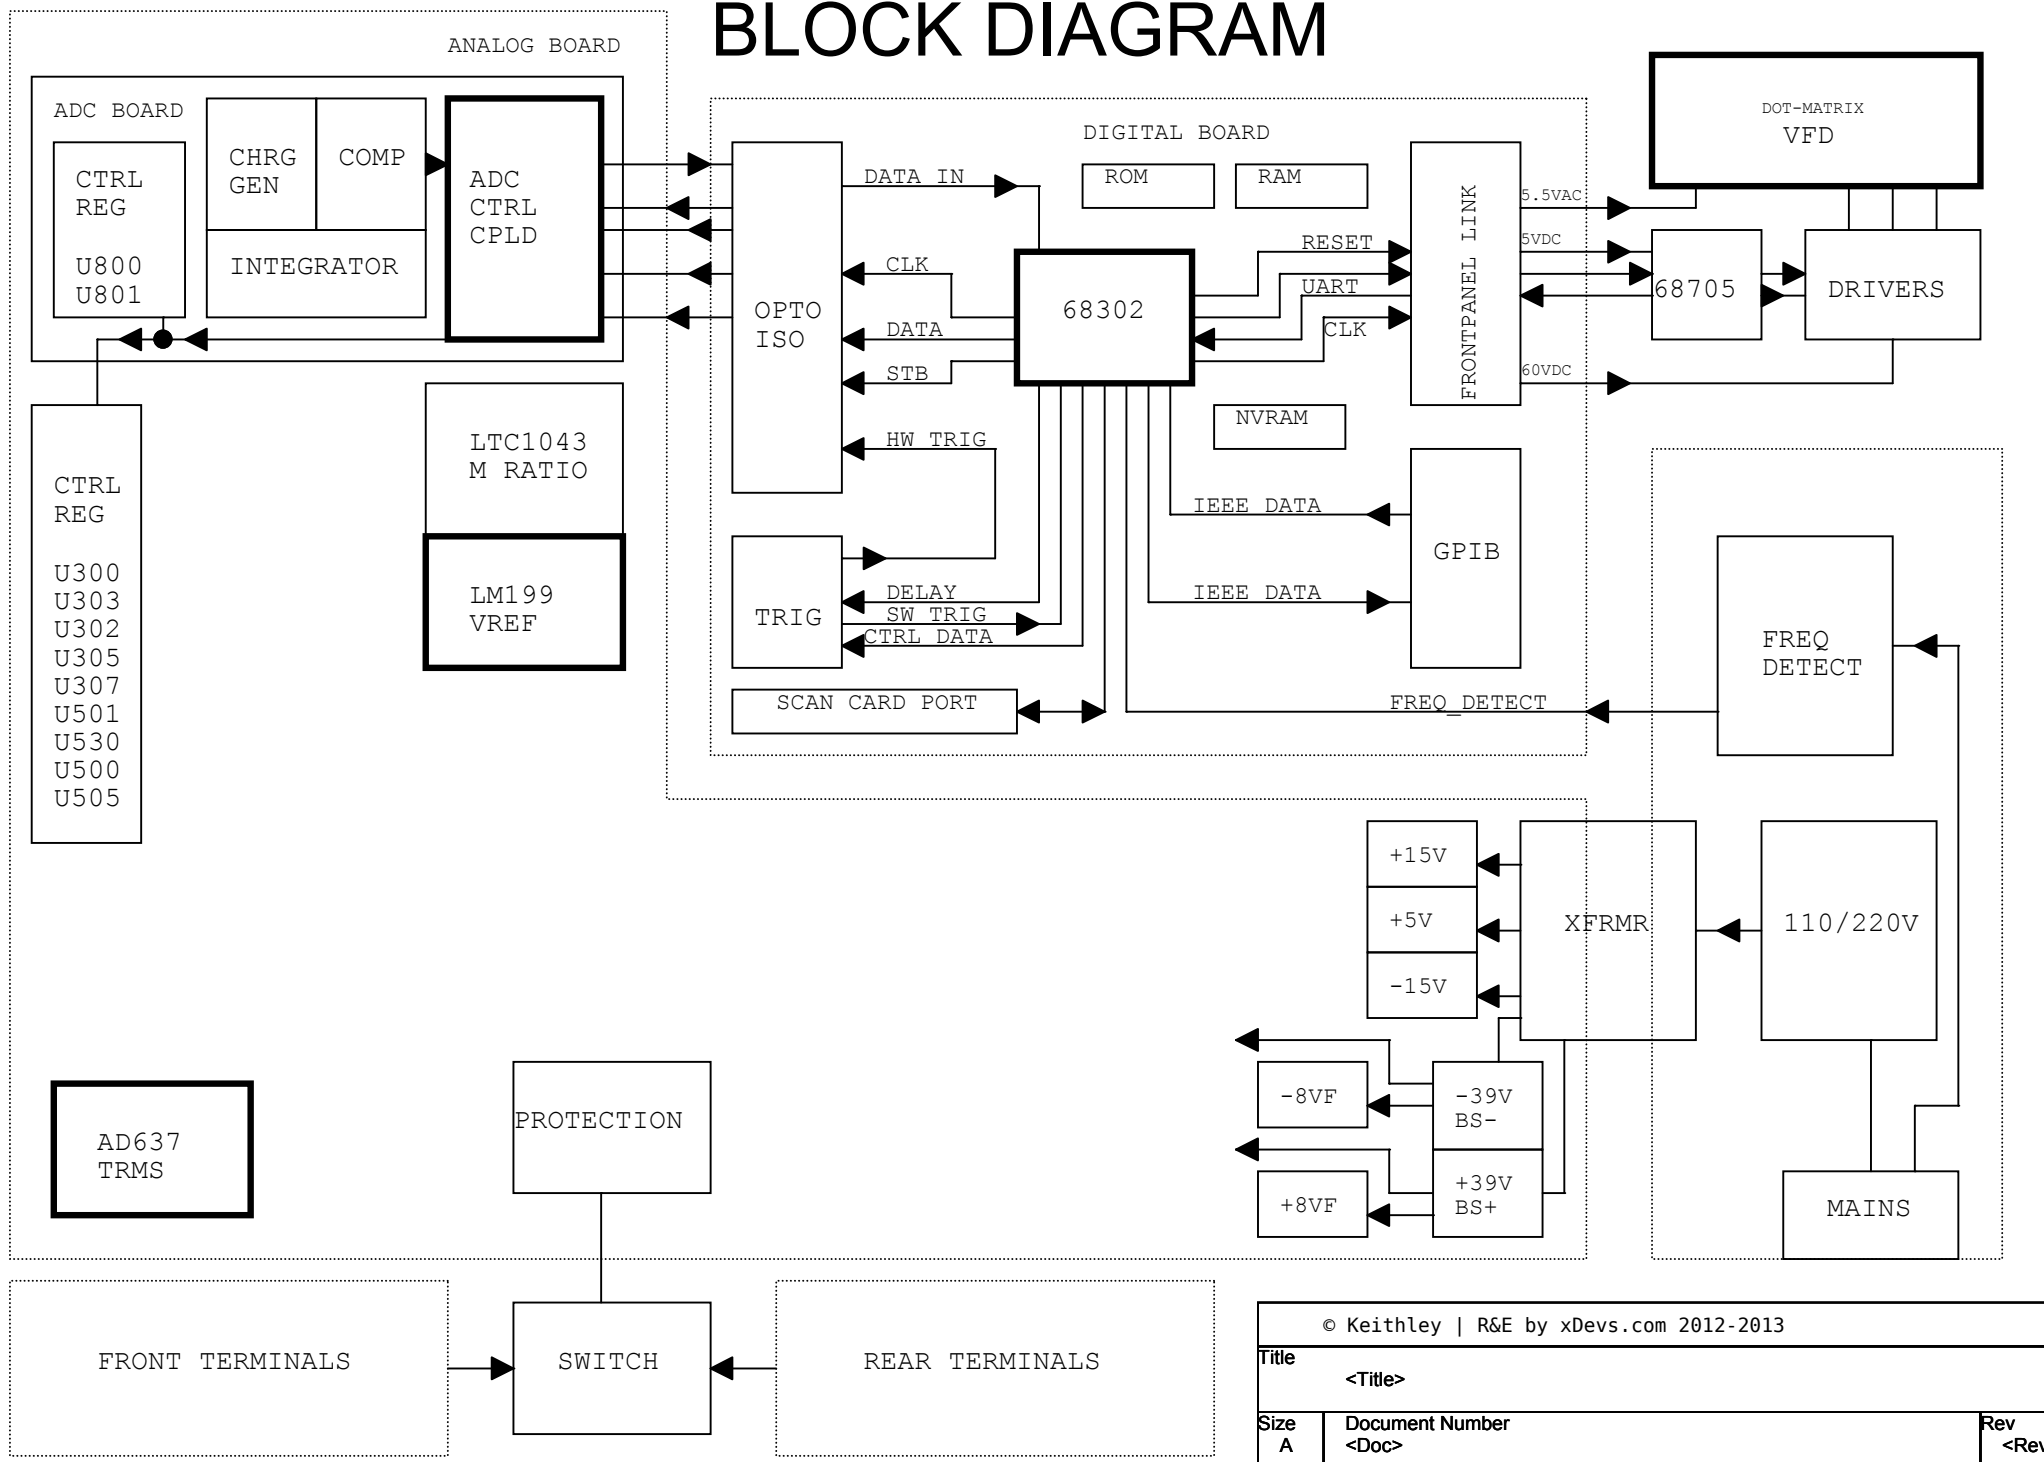 BLOCK DIAGRAM
ANALOG BOARD
ADC BOARD
CTRL
REG
U800
U801
CHRG
GEN
COMP
INTEGRATOR
ADC
CTRL
CPLD
CTRL
REG
U300
U303
U302
U305
U307
U501
U530
U500
U505
LTC1043
M RATIO
LM199
VREF
DIGITAL BOARD
OPTO
ISO
DATA IN
CLK
DATA
STB
HW TRIG
ROM
RAM
68302
RESET
UART
CLK
NVRAM
FRONTPANEL LINK
IEEE DATA
IEEE DATA
GPIB
TRIG
DELAY
SW TRIG
CTRL DATA
SCAN CARD PORT
FREQ_DETECT
DOT-MATRIX
VFD
5.5VAC
5VDC
60VDC
68705
DRIVERS
FREQ
DETECT
+15V
+5V
-15V
XFRMR
110/220V
-8VF
-39V
BS-
+8VF
+39V
BS+
MAINS
AD637
TRMS
PROTECTION
FRONT TERMINALS
SWITCH
REAR TERMINALS
© Keithley | R&E by xDevs.com 2012-2013
Title
<Title>
Size
A
Document Number
<Doc>
Rev
<Rev